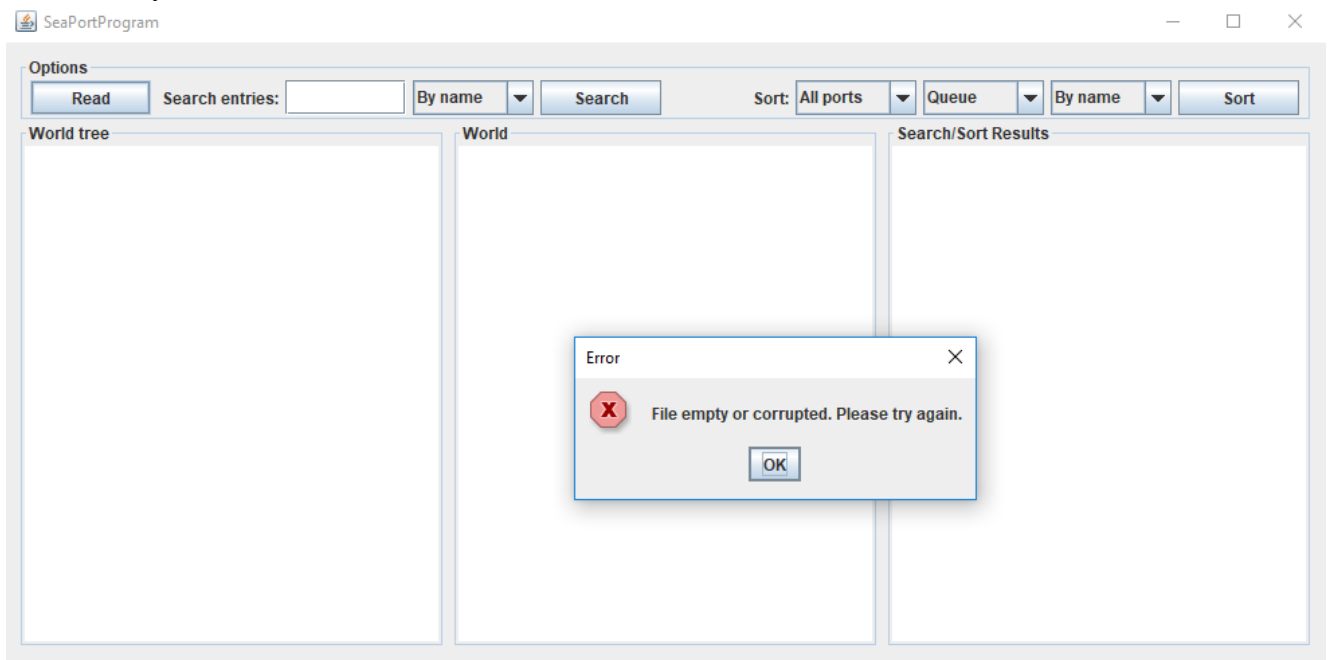 SeaPortProgram
Options
Read Search entries: By name Search Sort: All ports Queue By name Sort
World tree World Search/Sort Results
Error
x File empty or corrupted. Please try again.
OK